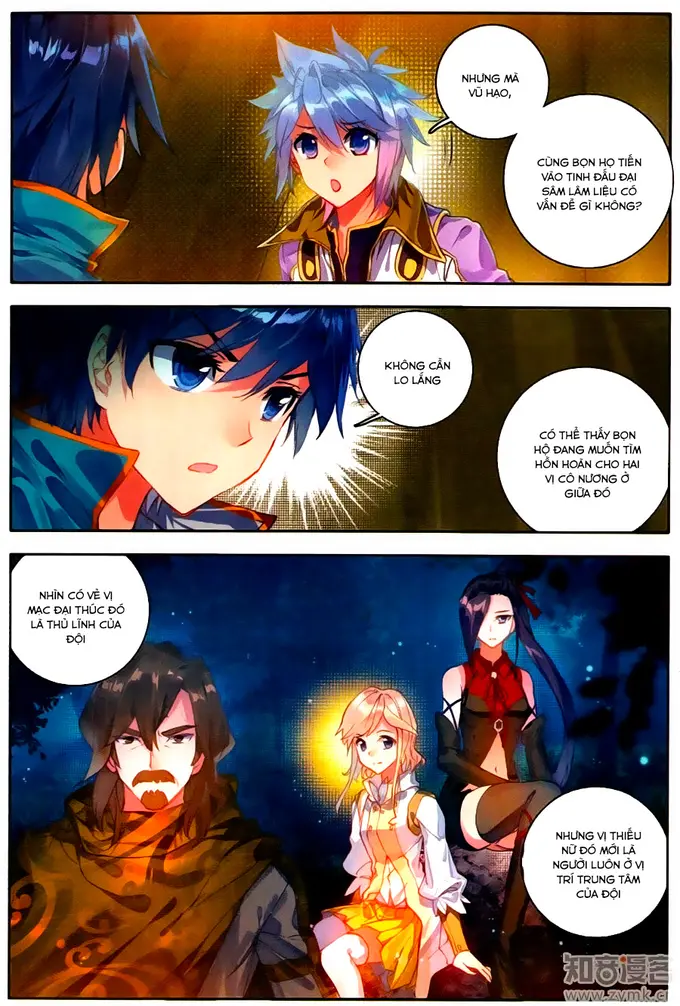 NHƯNG MÀ
VŨ HẠO,
CÙNG BỌN HỌ TIẾN
VÁO TINH ĐẤU ĐẠI
SÂM LÂM LIỆU CÓ
VẤN ĐỀ GÌ KHÔNG?
KHÔNG CẦN
LO LẮNG
CÓ THỂ THẤY BỌN
HỘ ĐANG MUỐN TÌM
HỒN HOÁN CHO HAI
VỊ CÔ NƯƠNG Ở
GIỮA ĐÓ
NHÌN CÓ VẺ VỊ
MẠC ĐẠI THÚC ĐÓ
LÀ THỦ LĨNH CỦA
ĐỘI
NHƯNG VỊ THIẾU
NỮ ĐÓ MỚI LÀ
NGƯỜI LUÔN Ở VỊ
TRÍ TRUNG TÂM
CỦA ĐỘI
知音漫客
www.zymk.c